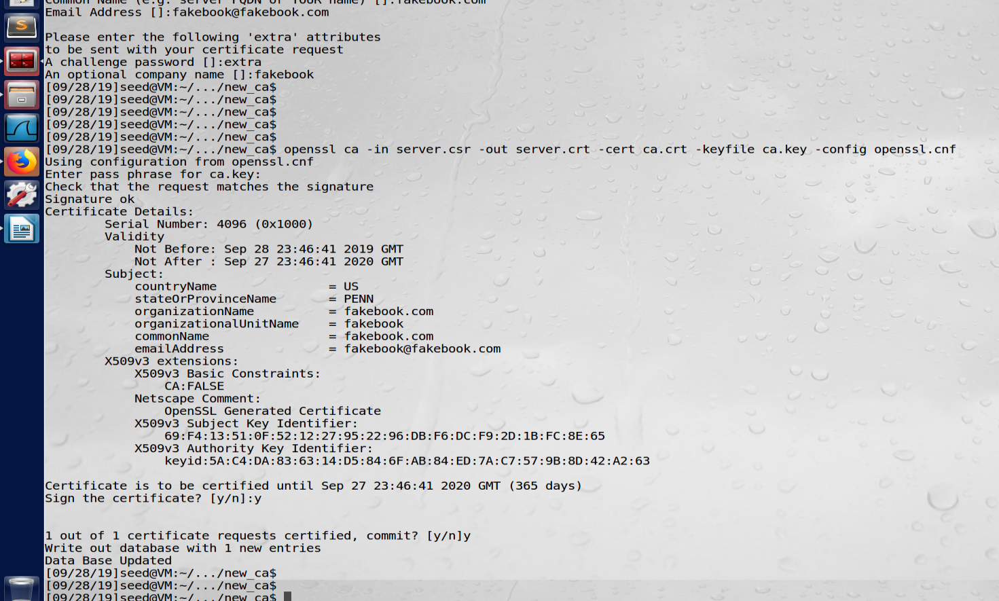 Common Name (e.g. server FQDN or YOUR name) []:fakebook.com
Email Address []:fakebook@fakebook.com
Please enter the following 'extra' attributes
to be sent with your certificate request
A challenge password []:extra
An optional company name []:fakebook
[09/28/19]seed@VM:~/.../new_ca$
[09/28/19]seed@VM:~/.../new_ca$
[09/28/19]seed@VM:~/.../new_ca$
[09/28/19]seed@VM:~/.../new_ca$
[09/28/19]seed@VM:~/.../new_ca$
[09/28/19]seed@VM:~/.../new_ca$ openssl ca -in server.csr -out server.crt -cert ca.crt -keyfile ca.key -config openssl.cnf
Using configuration from openssl.cnf
Enter pass phrase for ca.key:
Check that the request matches the signature
Signature ok
Certificate Details:
Serial Number: 4096 (0x1000)
Validity
Not Before: Sep 28 23:46:41 2019 GMT
Not After : Sep 27 23:46:41 2020 GMT
Subject:
countryName = US
stateOrProvinceName = PENN
organizationName = fakebook.com
organizationalUnitName = fakebook
commonName = fakebook.com
emailAddress = fakebook@fakebook.com
X509v3 extensions:
X509v3 Basic Constraints:
CA:FALSE
Netscape Comment:
OpenSSL Generated Certificate
X509v3 Subject Key Identifier:
69:F4:13:51:0F:52:12:27:95:22:96:DB:F6:DC:F9:2D:1B:FC:8E:65
X509v3 Authority Key Identifier:
keyid:5A:C4:DA:83:63:14:D5:84:6F:AB:84:ED:7A:C7:57:9B:8D:42:A2:63
Certificate is to be certified until Sep 27 23:46:41 2020 GMT (365 days)
Sign the certificate? [y/n]:y
1 out of 1 certificate requests certified, commit? [y/n]y
Write out database with 1 new entries
Data Base Updated
[09/28/19]seed@VM:~/.../new_ca$
[09/28/19]seed@VM:~/.../new_ca$
[09/28/19]seed@VM:~/.../new_ca$